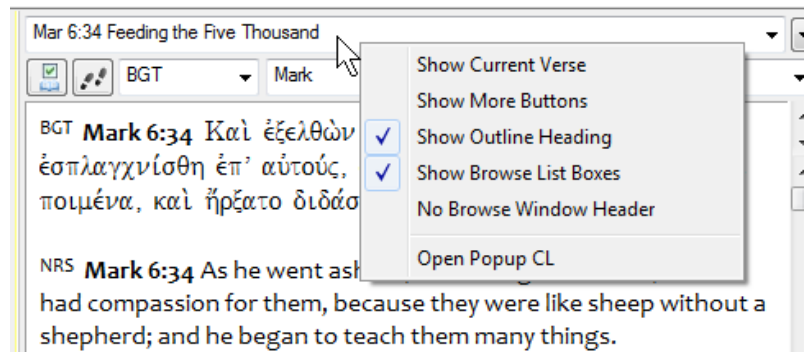 Mar 6:34 Feeding the Five Thousand
BGT Mark
Show Current Verse
Show More Buttons
Show Outline Heading
Show Browse List Boxes
No Browse Window Header
Open Popup CL
BGT Mark 6:34 Καὶ ἐξελθὼν
ἐσπλαγχνίσθη ἐπ' αὐτούς,
ποιμένα, καὶ ἤρξατο διδάσ
NRS Mark 6:34 As he went ash
had compassion for them, because they were like sheep without a
shepherd; and he began to teach them many things.